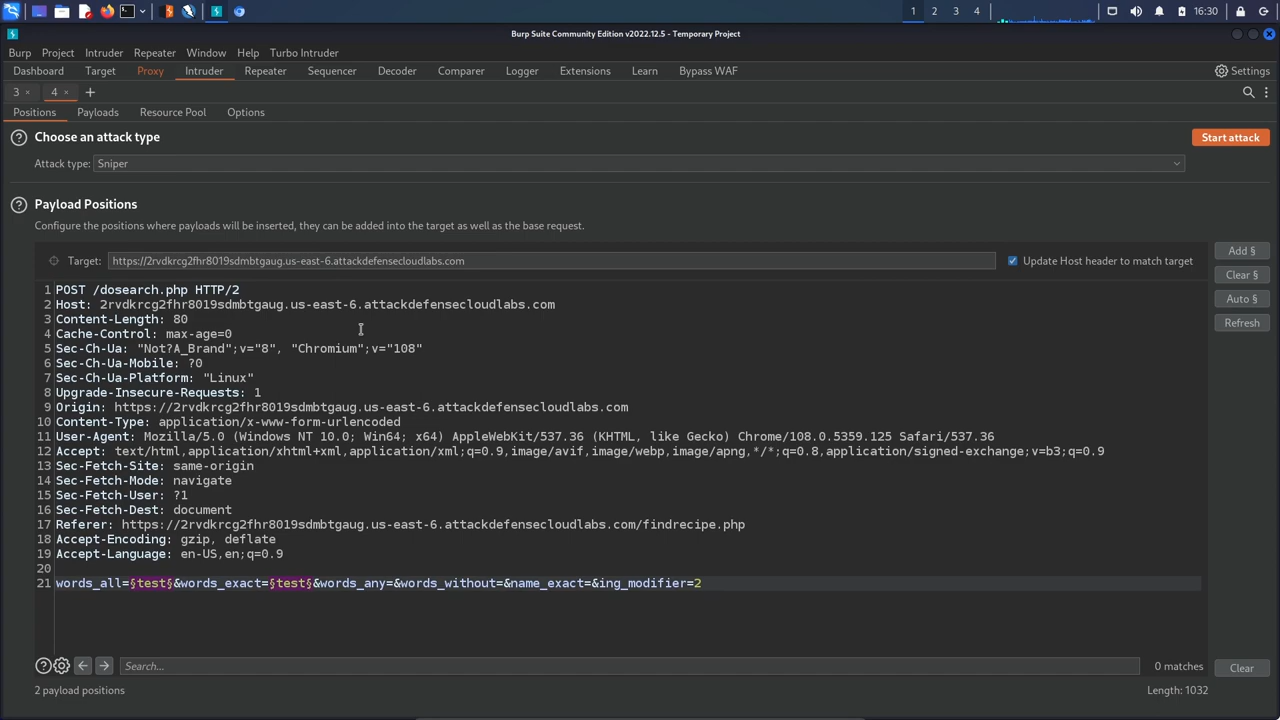 1 2 3 4 16:30
Burp Suite Community Edition v2022.12.5 - Temporary Project
Burp Project Intruder Repeater Window Help Turbo Intruder
Dashboard Target Proxy Intruder Repeater Sequencer Decoder Comparer Logger Extensions Learn Bypass WAF Settings
3 × 4 × +
Positions Payloads Resource Pool Options
? Choose an attack type Start attack
Attack type: Sniper
? Payload Positions
Configure the positions where payloads will be inserted, they can be added into the target as well as the base request.
Target: https://2rvdkrcg2fhr8019sdmbtgaug.us-east-6.attackdefensecloudlabs.com Update Host header to match target
Add §
Clear §
Auto §
Refresh
1 POST /dosearch.php HTTP/2
2 Host: 2rvdkrcg2fhr8019sdmbtgaug.us-east-6.attackdefensecloudlabs.com
3 Content-Length: 80
4 Cache-Control: max-age=0
5 Sec-Ch-Ua: "Not?A_Brand";v="8", "Chromium";v="108"
6 Sec-Ch-Ua-Mobile: ?0
7 Sec-Ch-Ua-Platform: "Linux"
8 Upgrade-Insecure-Requests: 1
9 Origin: https://2rvdkrcg2fhr8019sdmbtgaug.us-east-6.attackdefensecloudlabs.com
10 Content-Type: application/x-www-form-urlencoded
11 User-Agent: Mozilla/5.0 (Windows NT 10.0; Win64; x64) AppleWebKit/537.36 (KHTML, like Gecko) Chrome/108.0.5359.125 Safari/537.36
12 Accept: text/html,application/xhtml+xml,application/xml;q=0.9,image/avif,image/webp,image/apng,*/*;q=0.8,application/signed-exchange;v=b3;q=0.9
13 Sec-Fetch-Site: same-origin
14 Sec-Fetch-Mode: navigate
15 Sec-Fetch-User: ?1
16 Sec-Fetch-Dest: document
17 Referer: https://2rvdkrcg2fhr8019sdmbtgaug.us-east-6.attackdefensecloudlabs.com/findrecipe.php
18 Accept-Encoding: gzip, deflate
19 Accept-Language: en-US,en;q=0.9
20
21 words_all=§test§&words_exact=§test§&words_any=&words_without=&name_exact=&ing_modifier=2
? Search... 0 matches Clear
2 payload positions Length: 1032